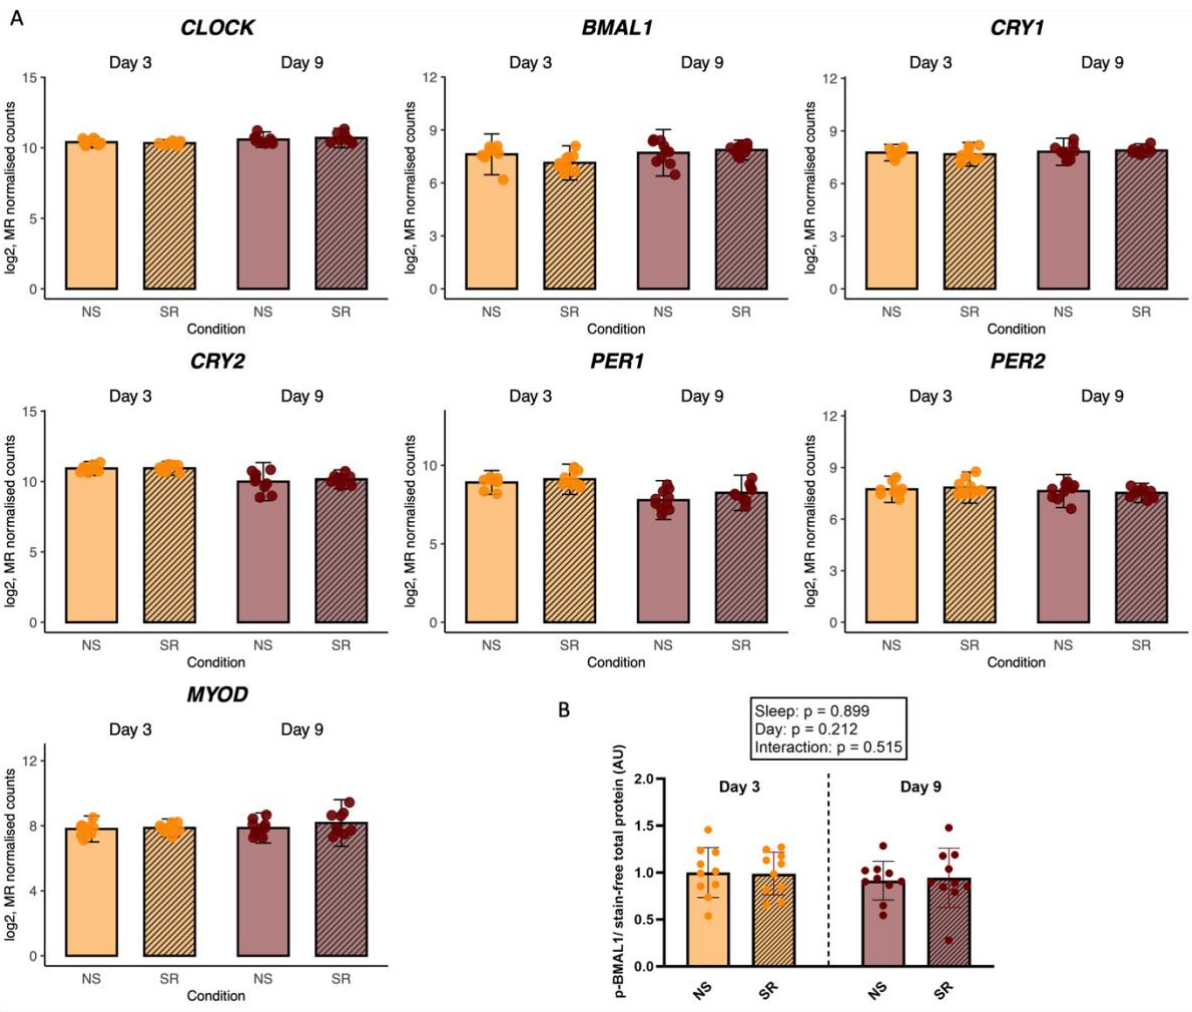 A
CLOCK
Day 3 Day 9
log2, MR normalised counts
15
10
5
0
NS SR NS SR
Condition
BMAL1
Day 3 Day 9
log2, MR normalised counts
12
9
6
3
0
NS SR NS SR
Condition
CRY1
Day 3 Day 9
log2, MR normalised counts
12
9
6
3
0
NS SR NS SR
Condition
CRY2
Day 3 Day 9
log2, MR normalised counts
15
10
5
0
NS SR NS SR
Condition
PER1
Day 3 Day 9
log2, MR normalised counts
10
5
0
NS SR NS SR
Condition
PER2
Day 3 Day 9
log2, MR normalised counts
12
9
6
3
0
NS SR NS SR
Condition
MYOD
Day 3 Day 9
log2, MR normalised counts
12
8
4
0
NS SR NS SR
Condition
B
Sleep: p = 0.899
Day: p = 0.212
Interaction: p = 0.515
p-BMAL1/ stain-free total protein (AU)
Day 3 Day 9
2.0
1.5
1.0
0.5
0.0
NS SR NS SR